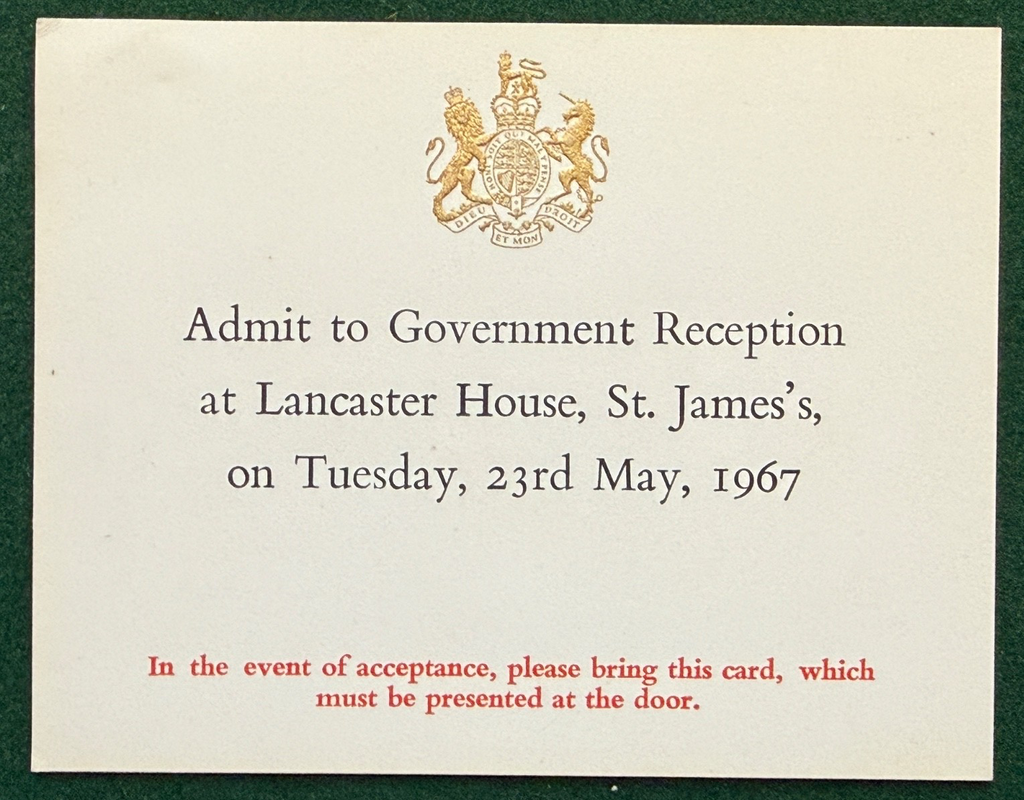 HONI SOIT QUI MAL Y PENSE
DIEU ET MON DROIT
Admit to Government Reception
at Lancaster House, St. James's,
on Tuesday, 23rd May, 1967
In the event of acceptance, please bring this card, which
must be presented at the door.